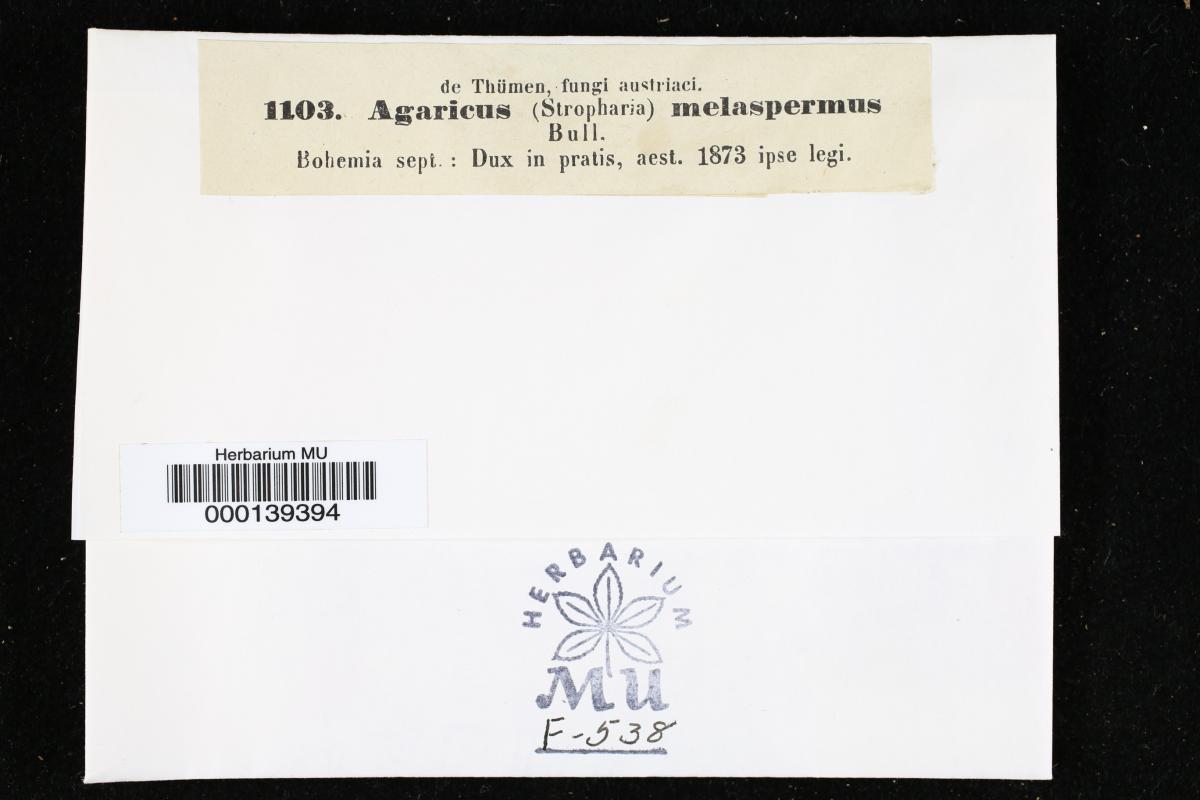 de Thümen, fungi austriaci.
1103. Agaricus (Stropharia) melaspermus
Bull.
Bohemia sept.: Dux in pratis, aest. 1873 ipse legi.
Herbarium MU
000139394
HERBARIUM
MU
F-538